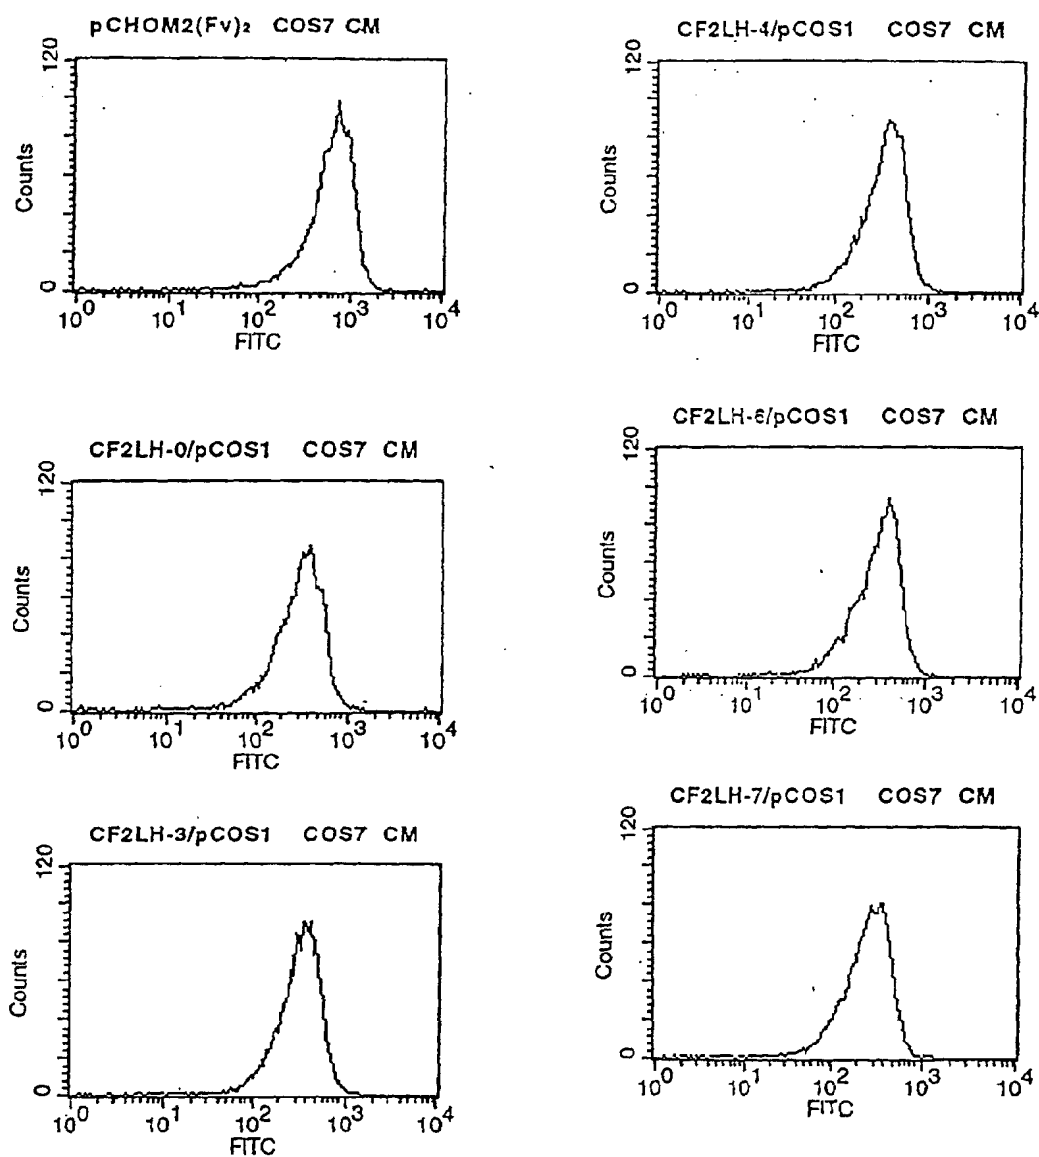 pCHOM2(Fv)₂ COS7 CM
120
Counts
0
10⁰ 10¹ 10² 10³ 10⁴
FITC
CF2LH-0/pCOS1 COS7 CM
120
Counts
0
10⁰ 10¹ 10² 10³ 10⁴
FITC
CF2LH-3/pCOS1 COS7 CM
120
Counts
0
10⁰ 10¹ 10² 10³ 10⁴
FITC
CF2LH-4/pCOS1 COS7 CM
120
Counts
0
10⁰ 10¹ 10² 10³ 10⁴
FITC
CF2LH-6/pCOS1 COS7 CM
120
Counts
0
10⁰ 10¹ 10² 10³ 10⁴
FITC
CF2LH-7/pCOS1 COS7 CM
120
Counts
0
10⁰ 10¹ 10² 10³ 10⁴
FITC